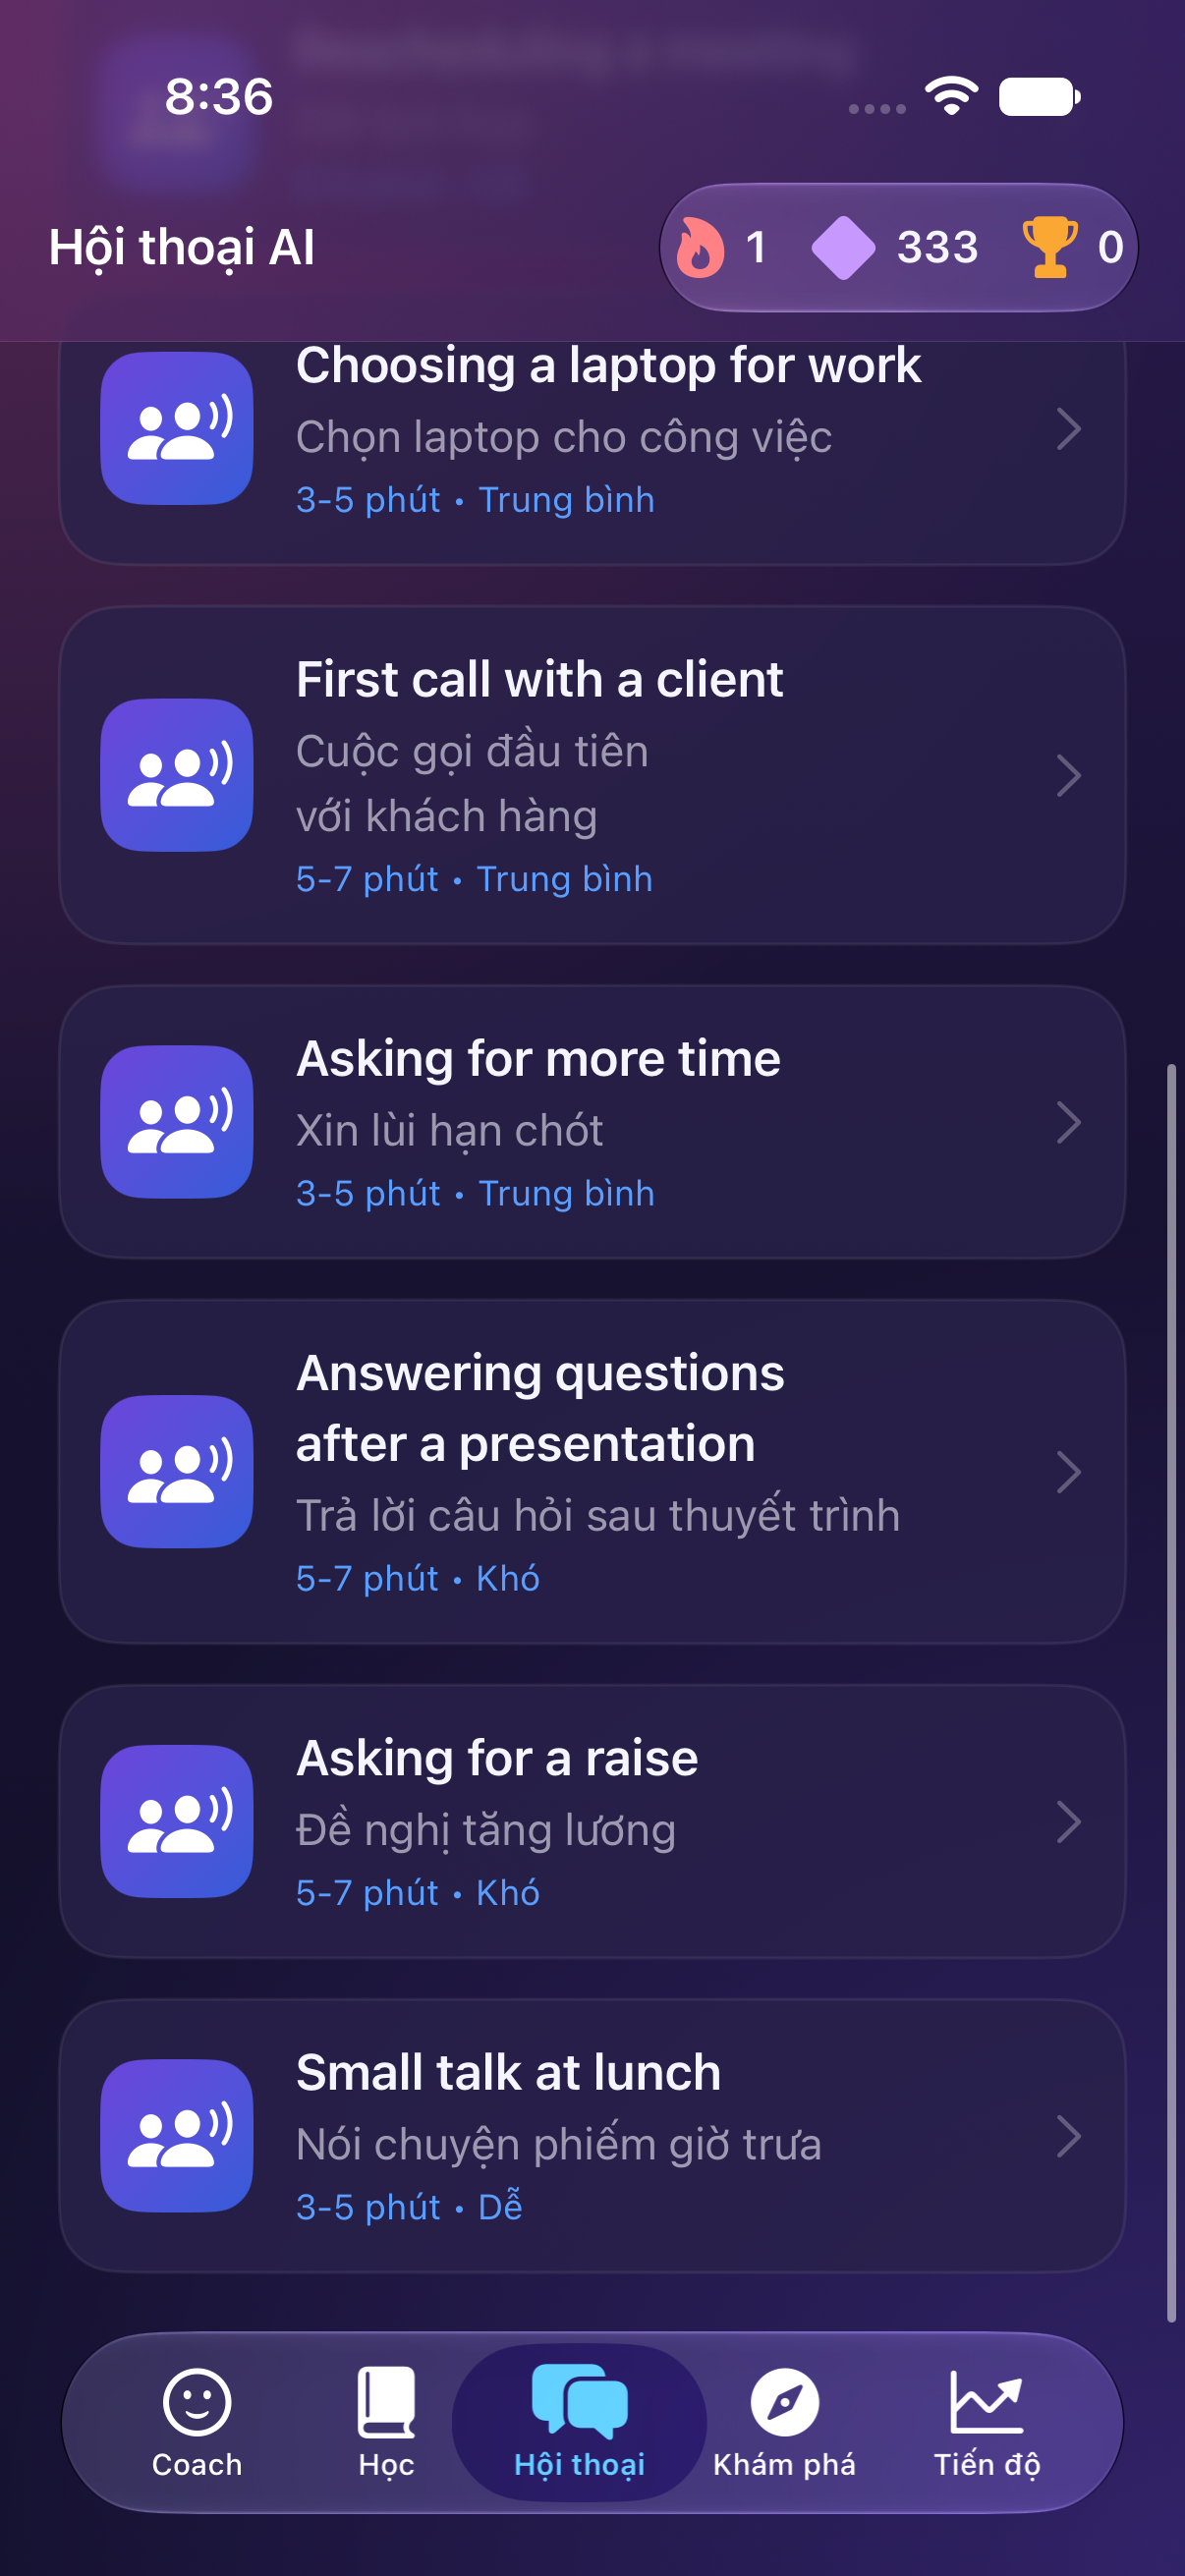 8:36
Hội thoại AI
1
333
0
Choosing a laptop for work
Chọn laptop cho công việc
3-5 phút • Trung bình
First call with a client
Cuộc gọi đầu tiên
với khách hàng
5-7 phút • Trung bình
Asking for more time
Xin lùi hạn chót
3-5 phút • Trung bình
Answering questions
after a presentation
Trả lời câu hỏi sau thuyết trình
5-7 phút • Khó
Asking for a raise
Đề nghị tăng lương
5-7 phút • Khó
Small talk at lunch
Nói chuyện phiếm giờ trưa
3-5 phút • Dễ
Coach
Học
Hội thoại
Khám phá
Tiến độ